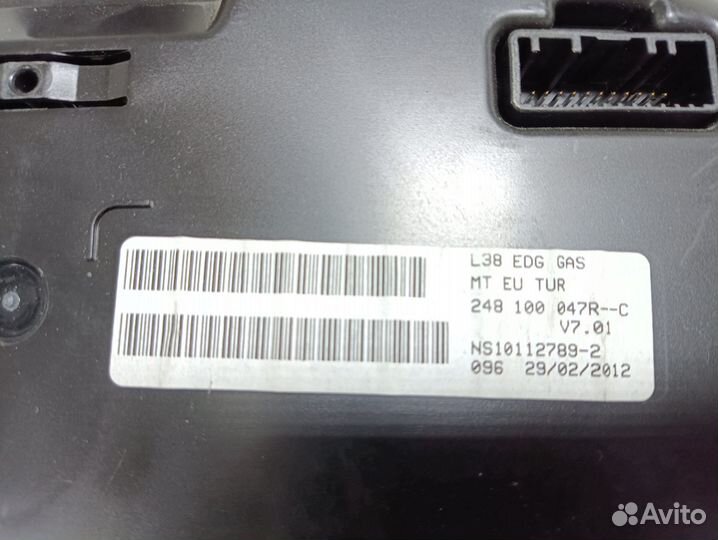 L38 EDG GAS
MT EU TUR
248 100 047R--C
V7.01
NS10112789-2
096 29/02/2012
Avito